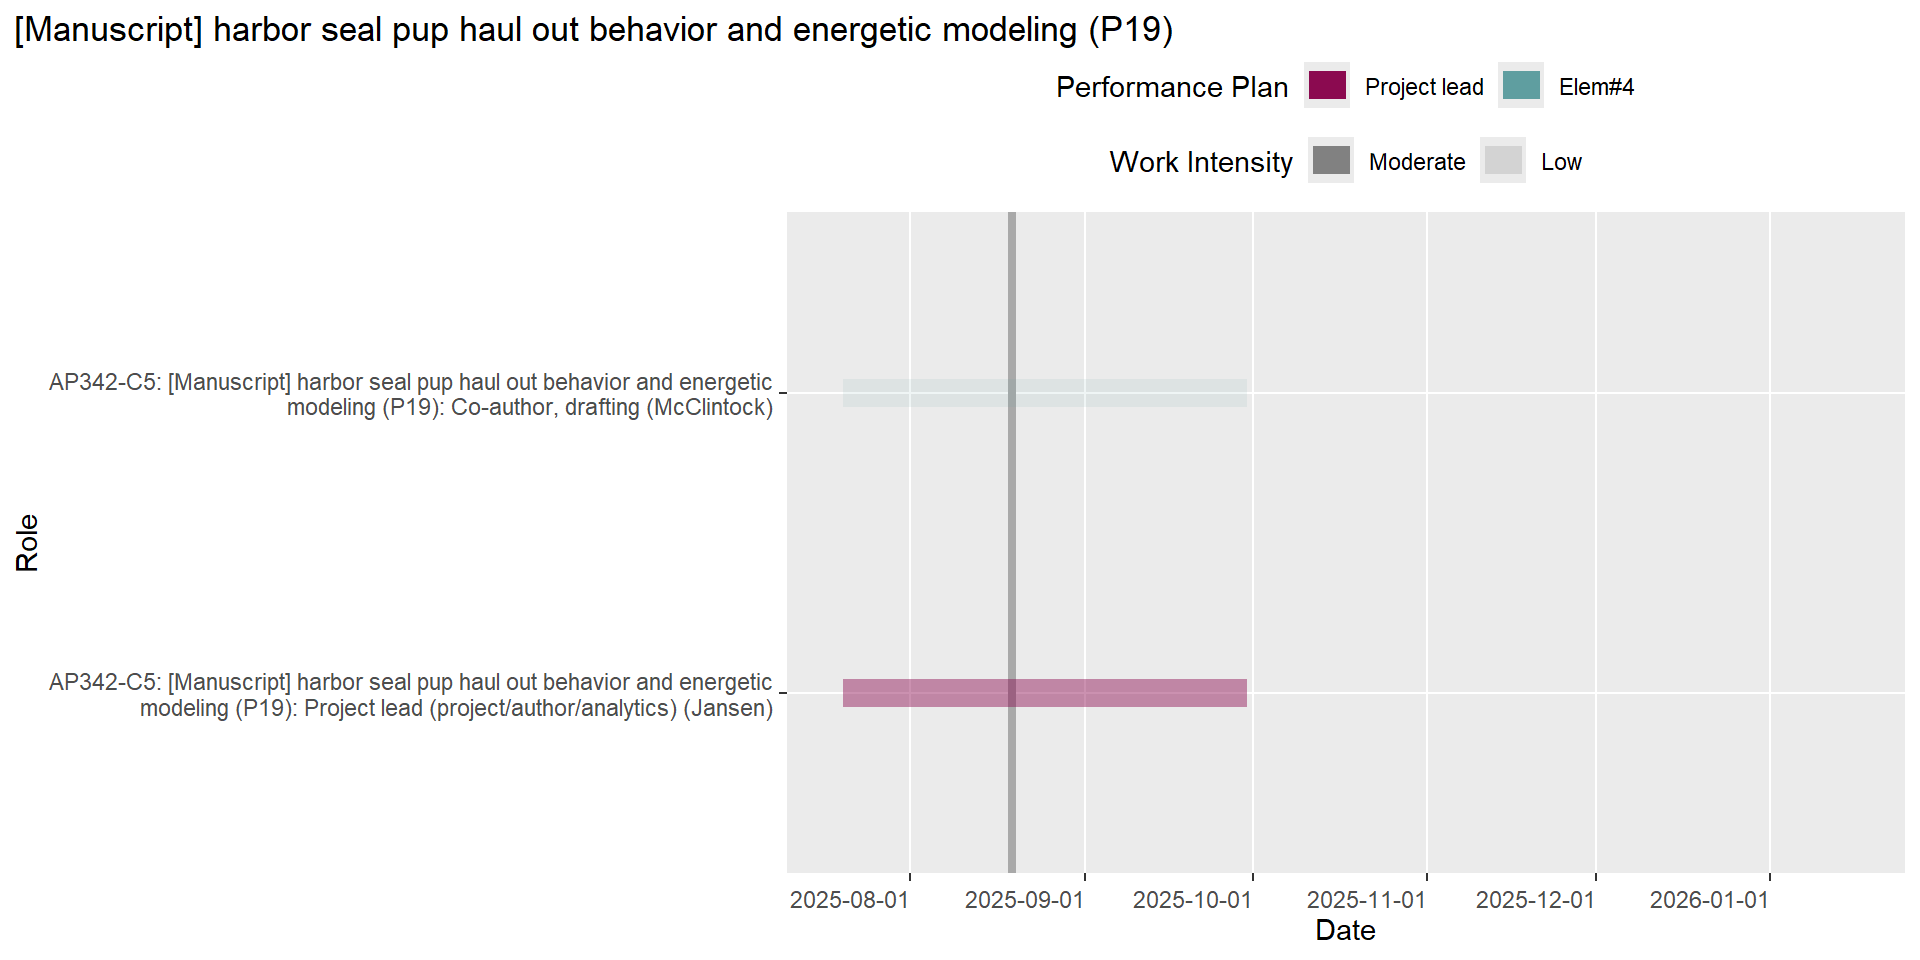 [Manuscript] harbor seal pup haul out behavior and energetic modeling (P19)
Performance Plan Project lead Elem#4
Work Intensity Moderate Low
AP342-C5: [Manuscript] harbor seal pup haul out behavior and energetic
modeling (P19): Co-author, drafting (McClintock)
Role
AP342-C5: [Manuscript] harbor seal pup haul out behavior and energetic
modeling (P19): Project lead (project/author/analytics) (Jansen)
2025-08-01 2025-09-01 2025-10-01 2025-11-01 2025-12-01 2026-01-01
Date